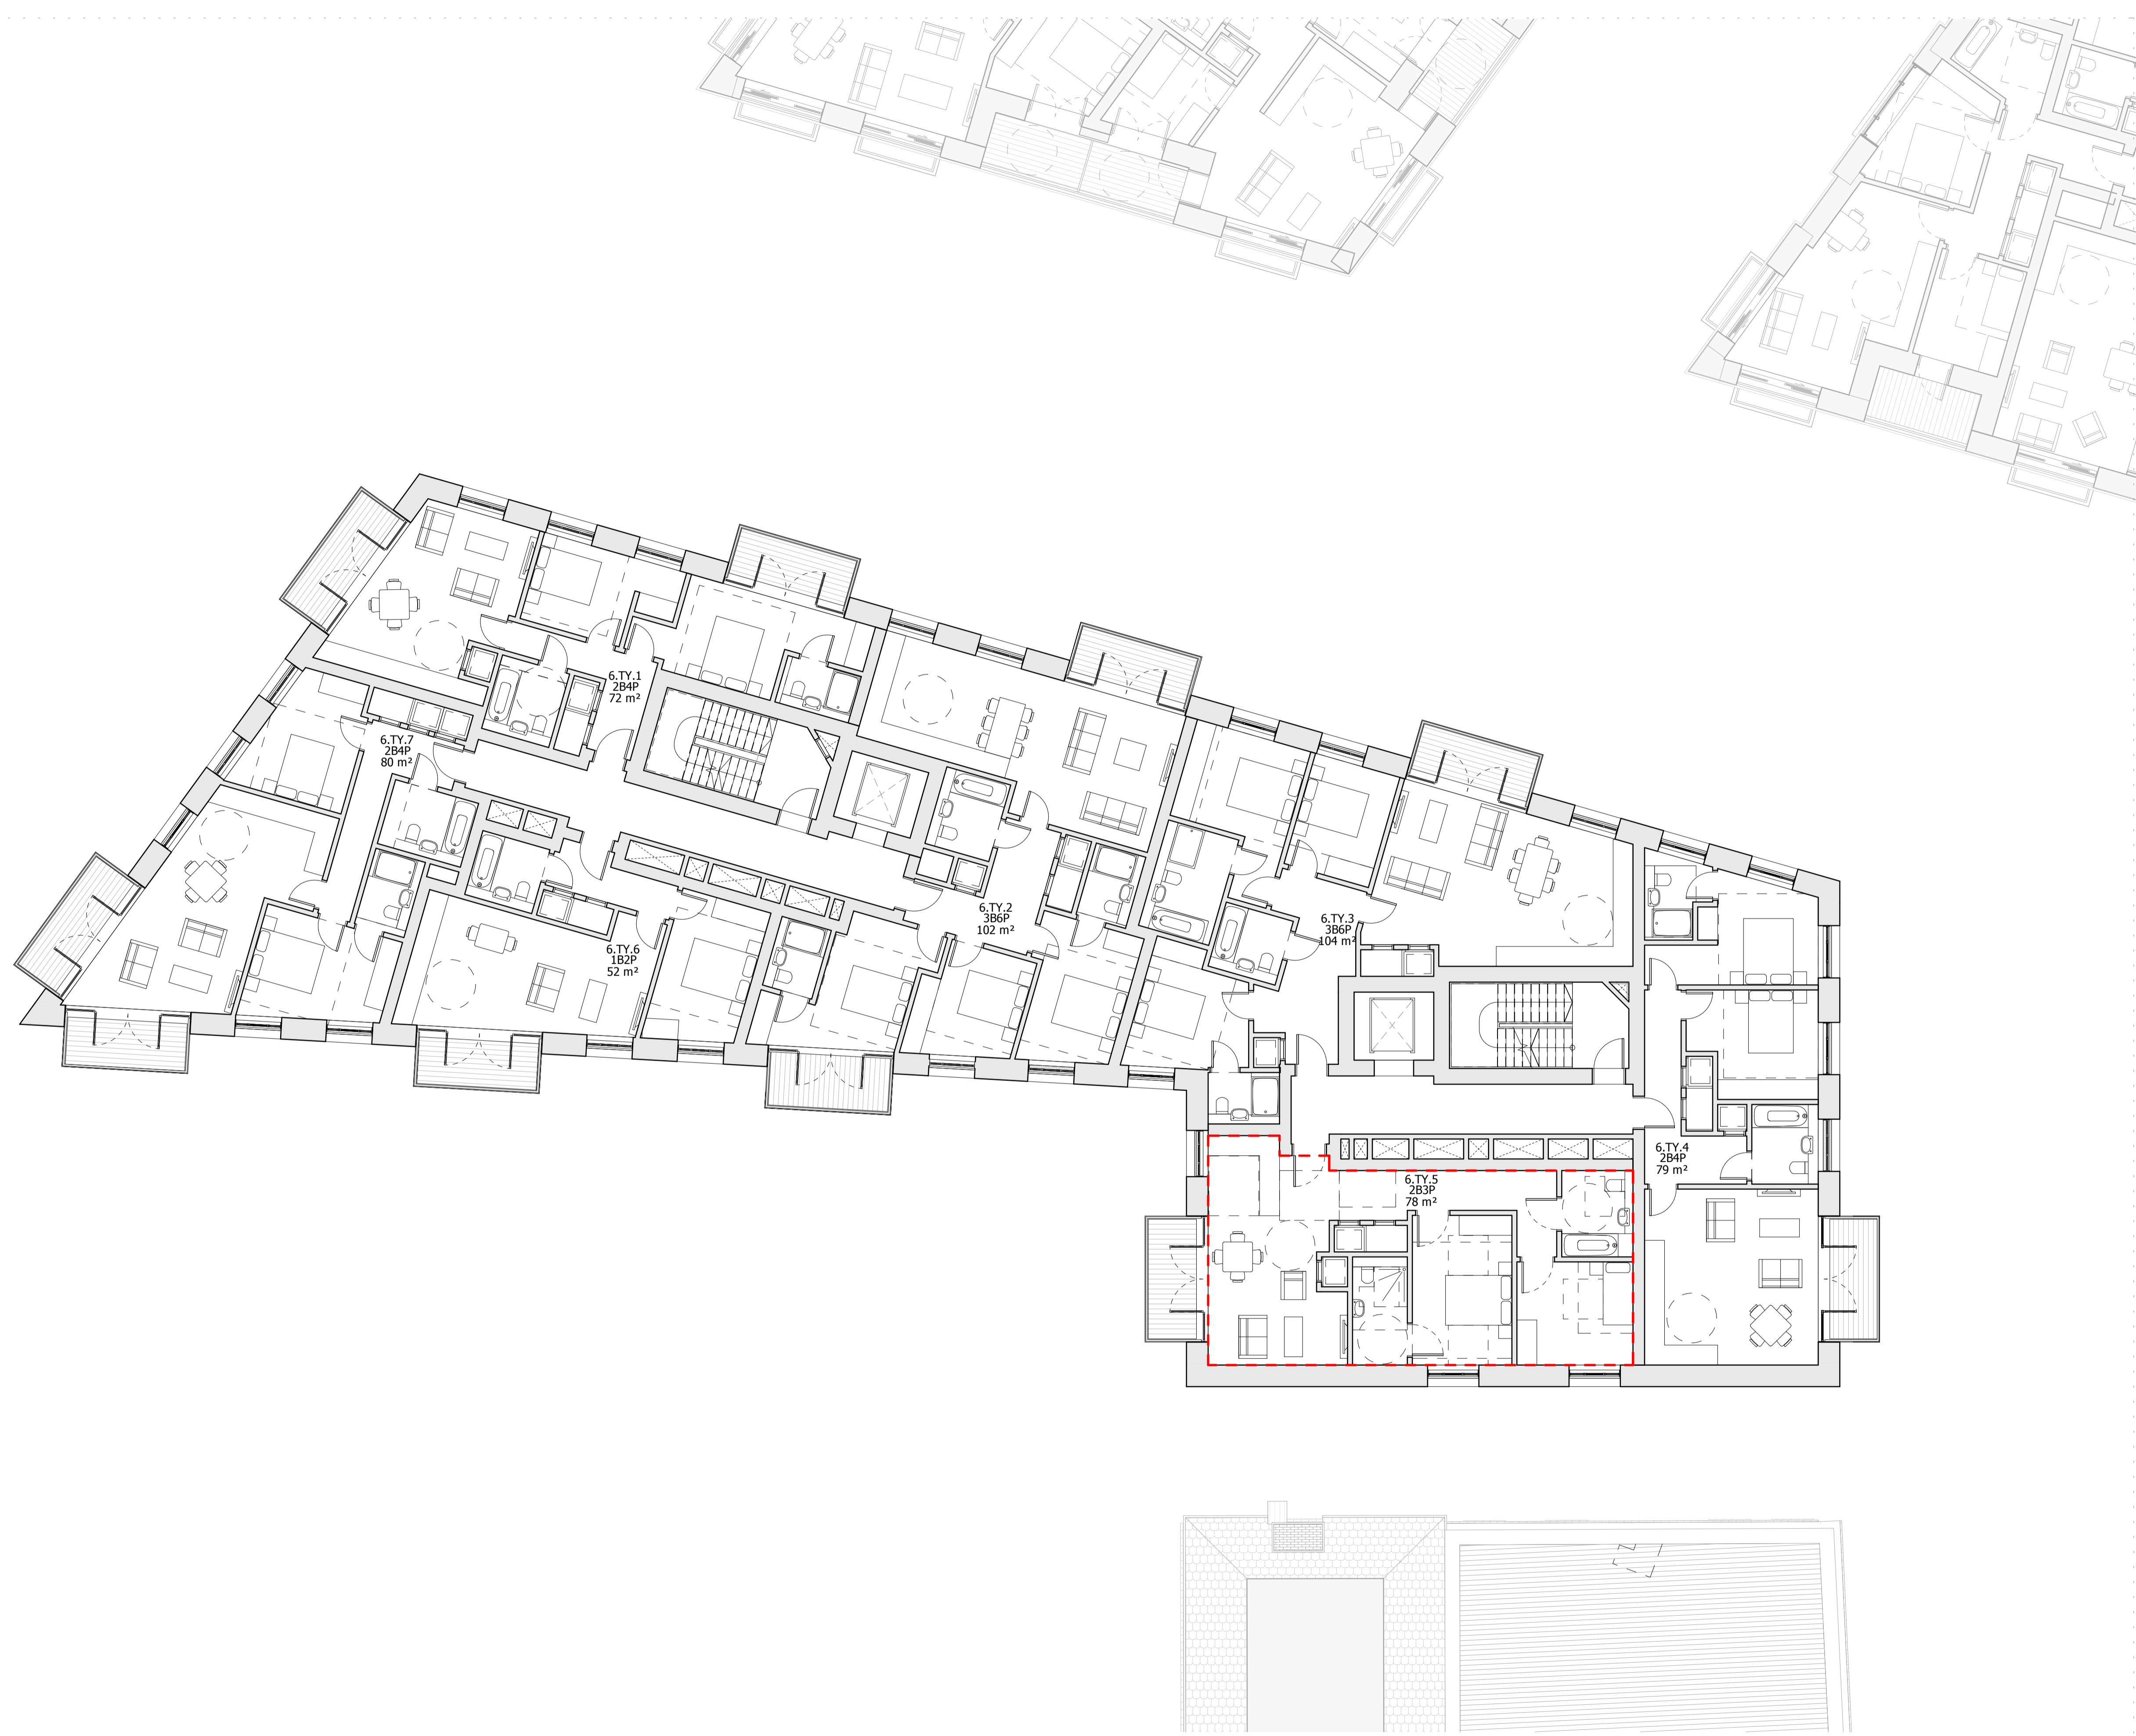 6.TY.1
2B4P
72 m²
6.TY.7
2B4P
80 m²
6.TY.2
3B6P
102 m²
6.TY.3
3B6P
104 m²
6.TY.6
1B2P
52 m²
6.TY.4
2B4P
79 m²
6.TY.5
2B3P
78 m²